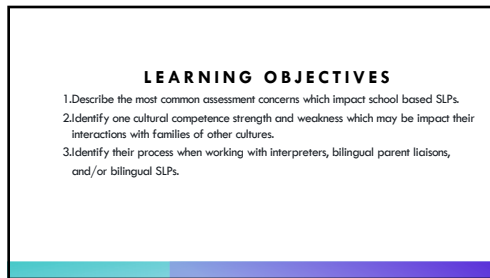 LEARNING OBJECTIVES
1.Describe the most common assessment concerns which impact school based SLPs.
2.Identify one cultural competence strength and weakness which may be impact their
interactions with families of other cultures.
3.Identify their process when working with interpreters, bilingual parent liaisons,
and/or bilingual SLPs.